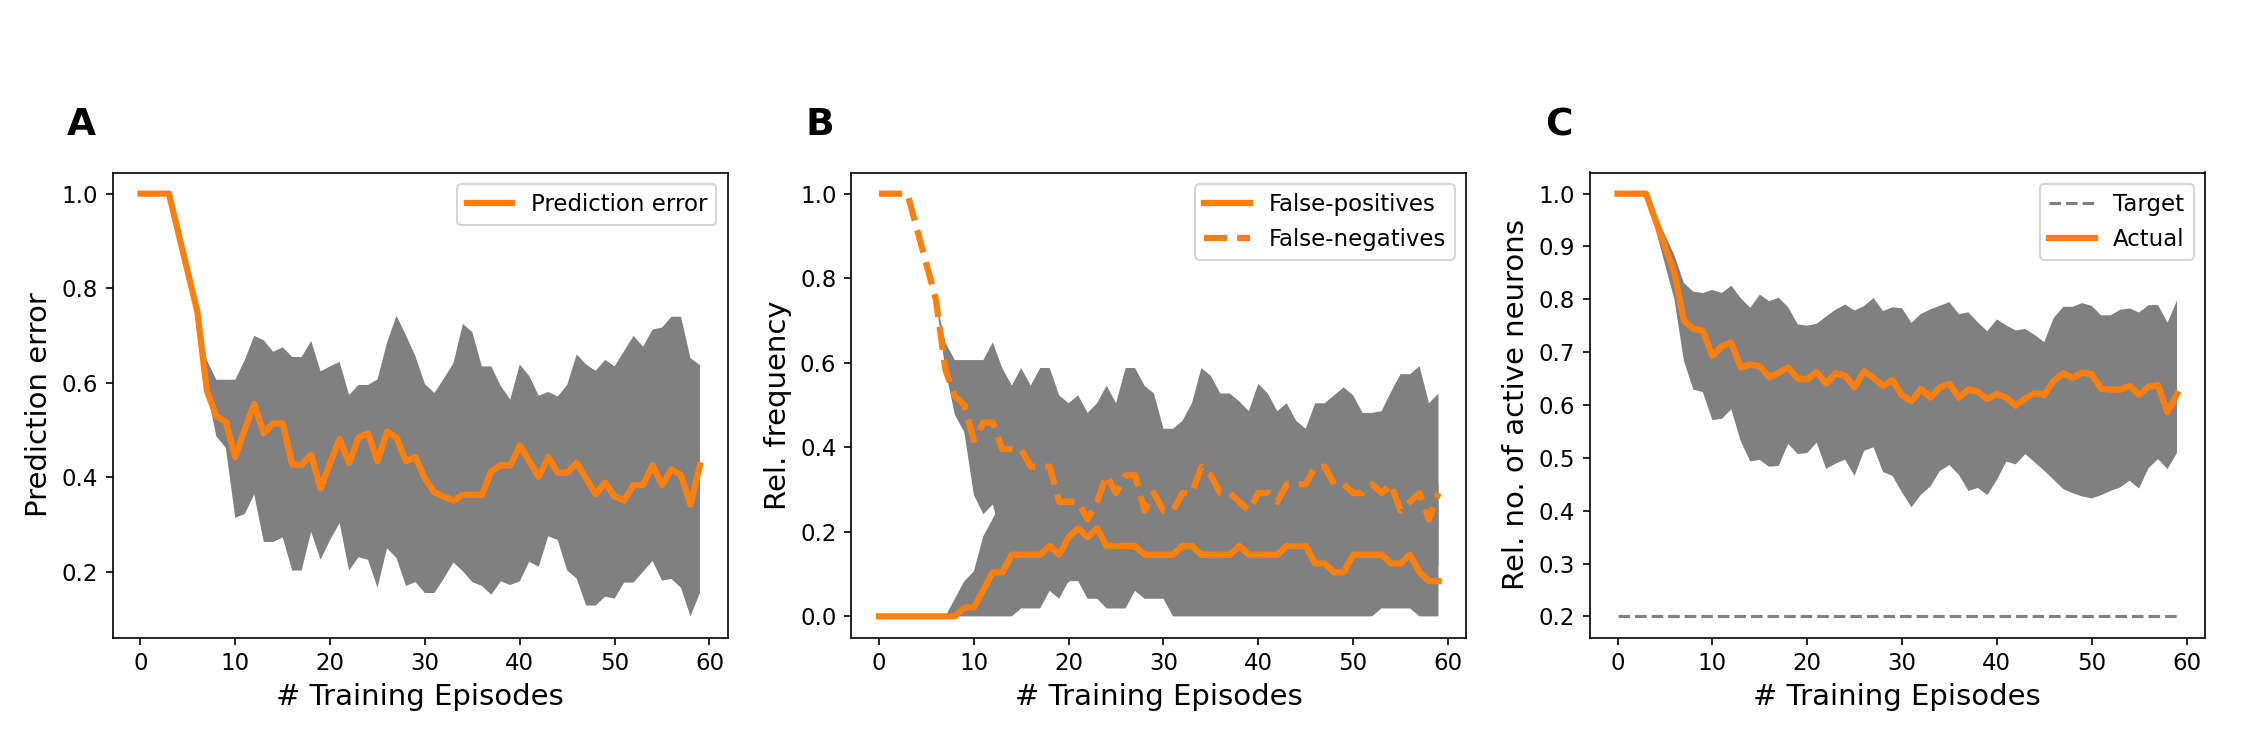 A
B
C
Prediction error
1.0
0.8
0.6
0.4
0.2
0 10 20 30 40 50 60
# Training Episodes
Prediction error
Rel. frequency
1.0
0.8
0.6
0.4
0.2
0.0
0 10 20 30 40 50 60
# Training Episodes
False-positives
False-negatives
Rel. no. of active neurons
1.0
0.9
0.8
0.7
0.6
0.5
0.4
0.3
0.2
0 10 20 30 40 50 60
# Training Episodes
Target
Actual